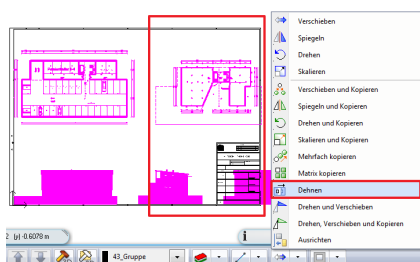 Verschieben
Spiegeln
Drehen
Skalieren
Verschieben und Kopieren
Spiegeln und Kopieren
Drehen und Kopieren
Skalieren und Kopieren
Mehrfach kopieren
Matrix kopieren
Dehnen
Drehen und Verschieben
Drehen, Verschieben und Kopieren
Ausrichten
2 [y]-0.6078 m
i
43_Gruppe